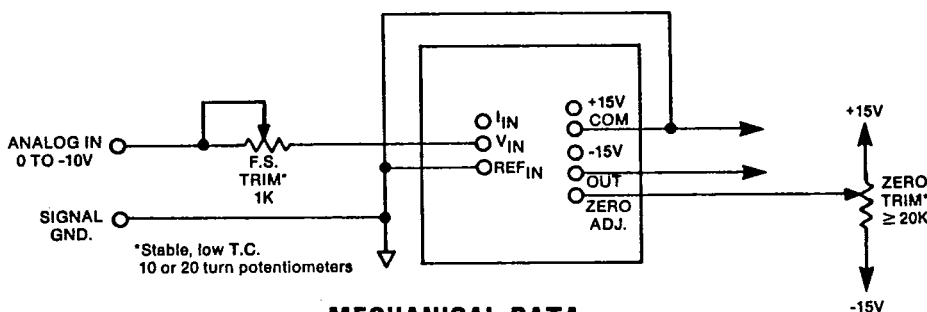 ANALOG IN
0 TO -10V
F.S.
TRIM*
1K
SIGNAL
GND.
*Stable, low T.C.
10 or 20 turn potentiometers
IIN
VIN
REFIN
+15V
COM
-15V
OUT
ZERO
ADJ.
+15V
ZERO
TRIM*
≥ 20K
-15V
MECHANICAL DATA